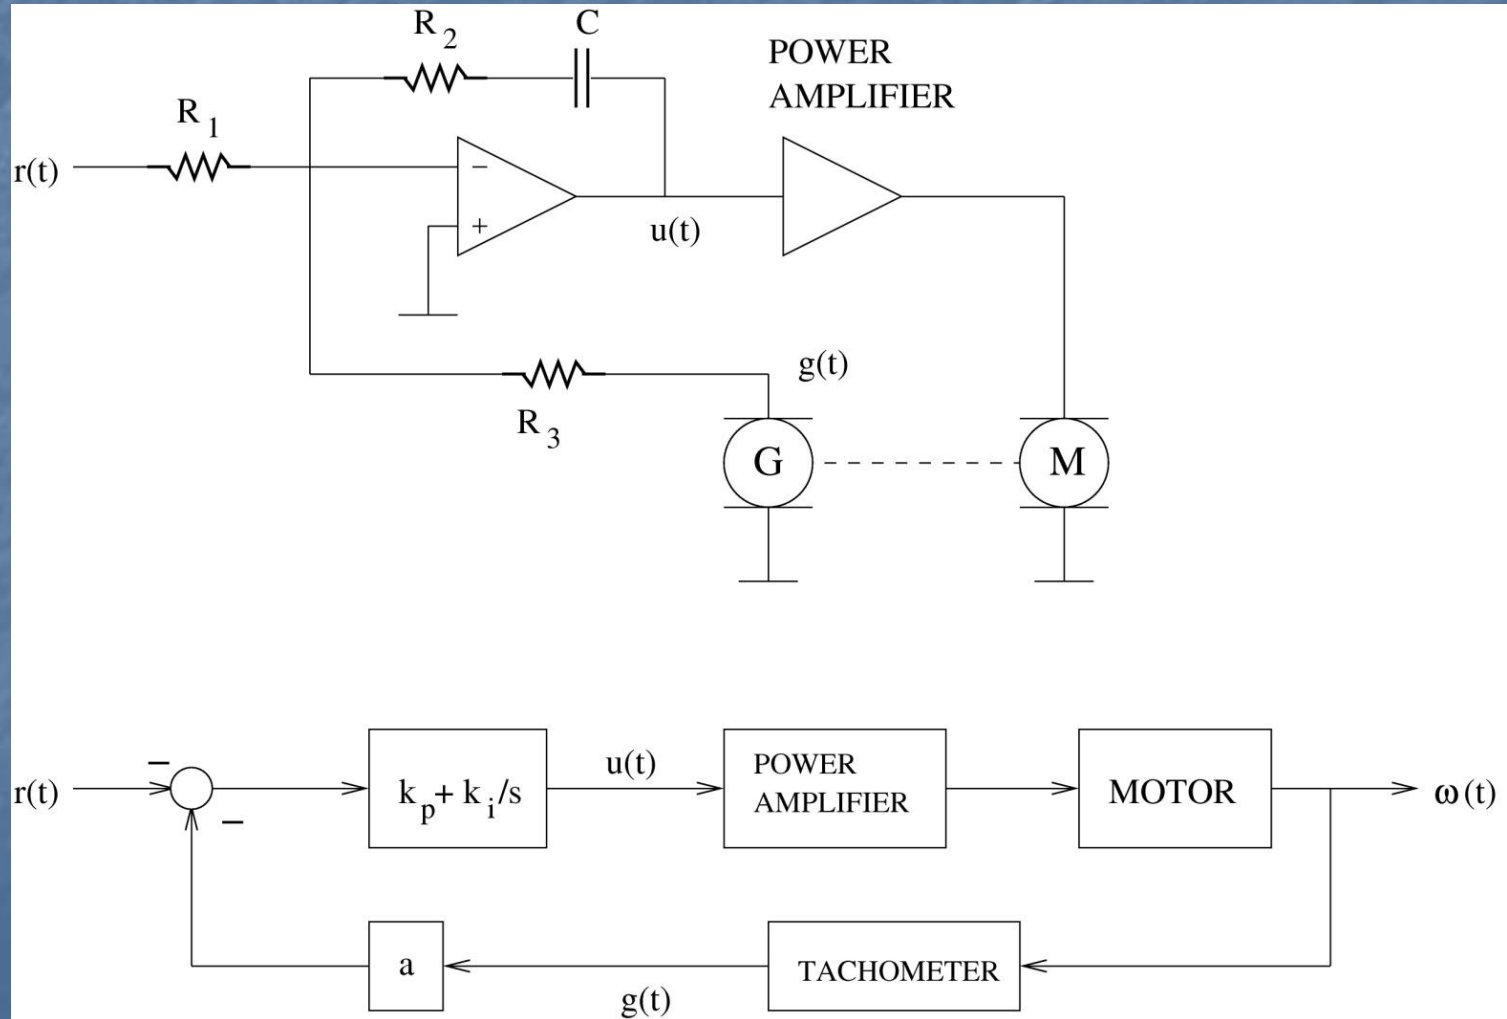 R2 C
POWER
AMPLIFIER
R1
r(t)
−
+
u(t)
g(t)
R3
G M
−
r(t)
kp+ ki/s
u(t)
POWER
AMPLIFIER
MOTOR
ω(t)
−
a
g(t)
TACHOMETER